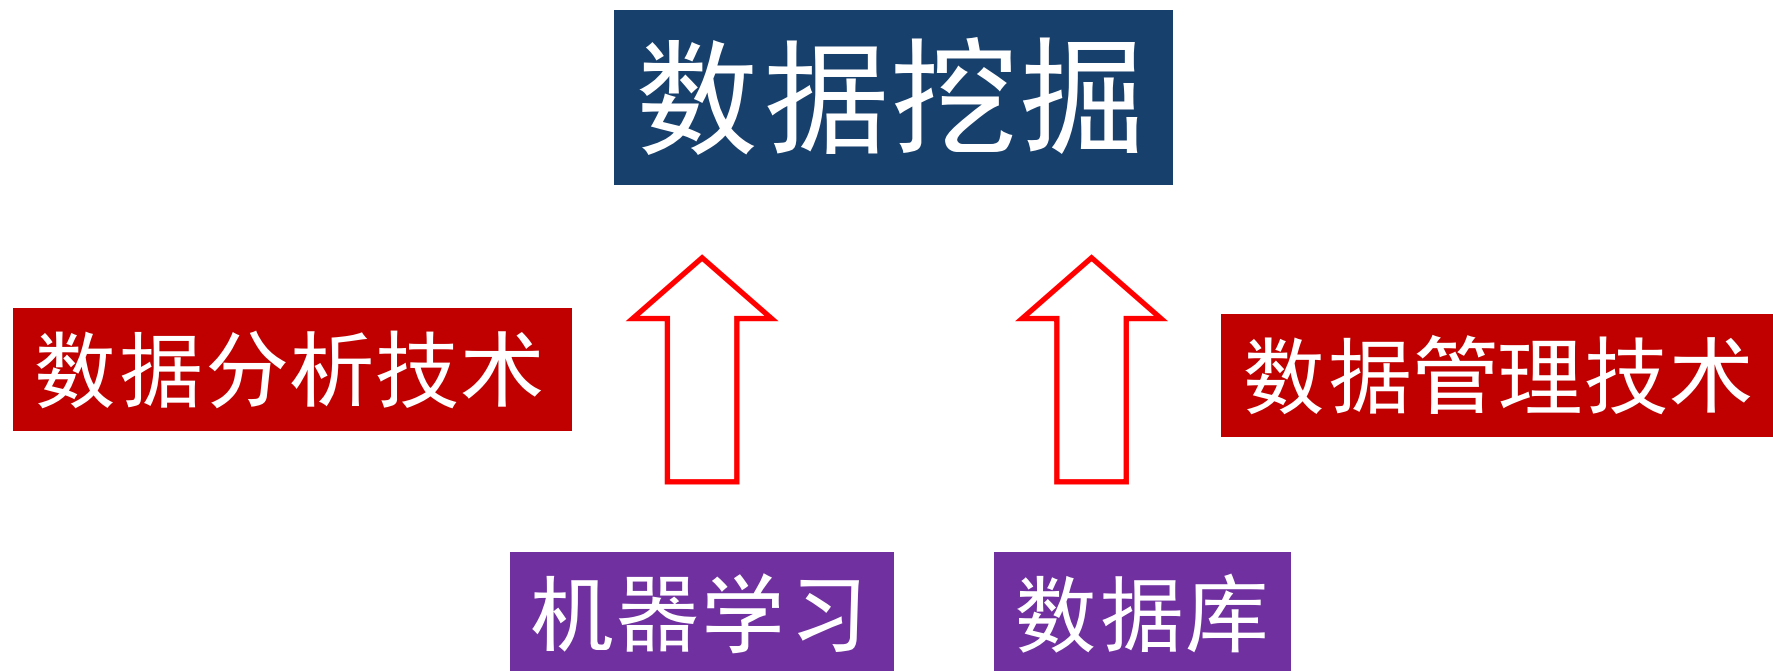 数据挖掘
数据分析技术
数据管理技术
机器学习
数据库